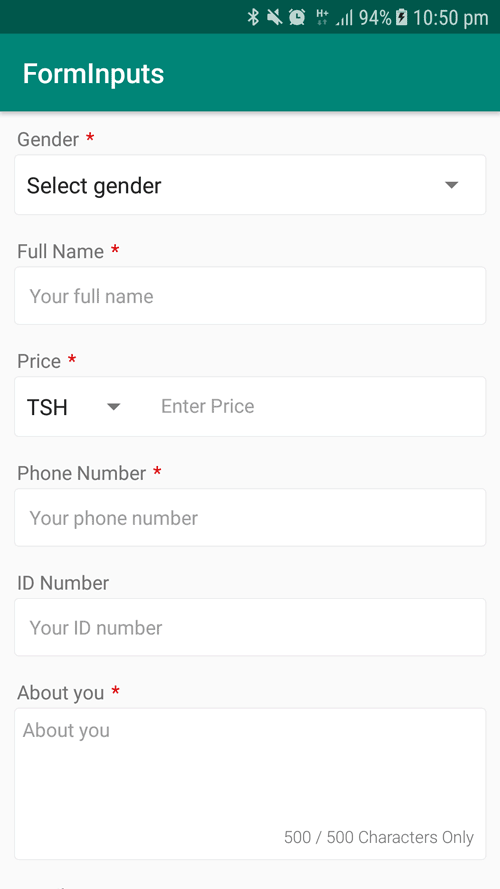 H+ 94% 10:50 pm
FormInputs
Gender *
Select gender
Full Name *
Your full name
Price *
TSH Enter Price
Phone Number *
Your phone number
ID Number
Your ID number
About you *
About you
500 / 500 Characters Only